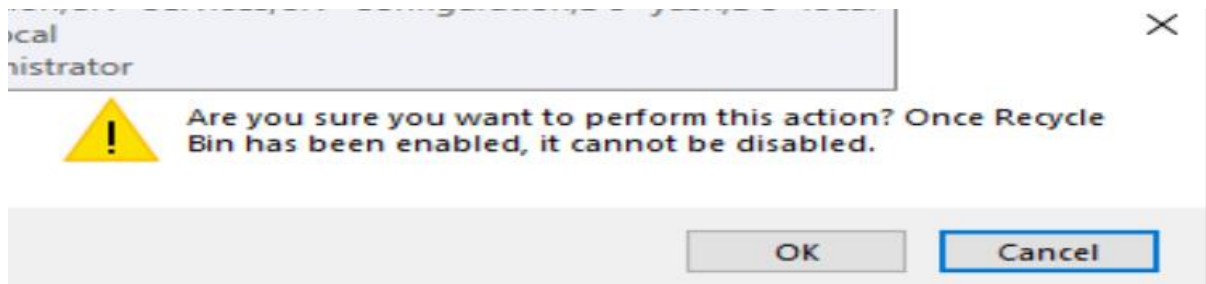 ocal
nistrator
Are you sure you want to perform this action? Once Recycle
Bin has been enabled, it cannot be disabled.
OK
Cancel